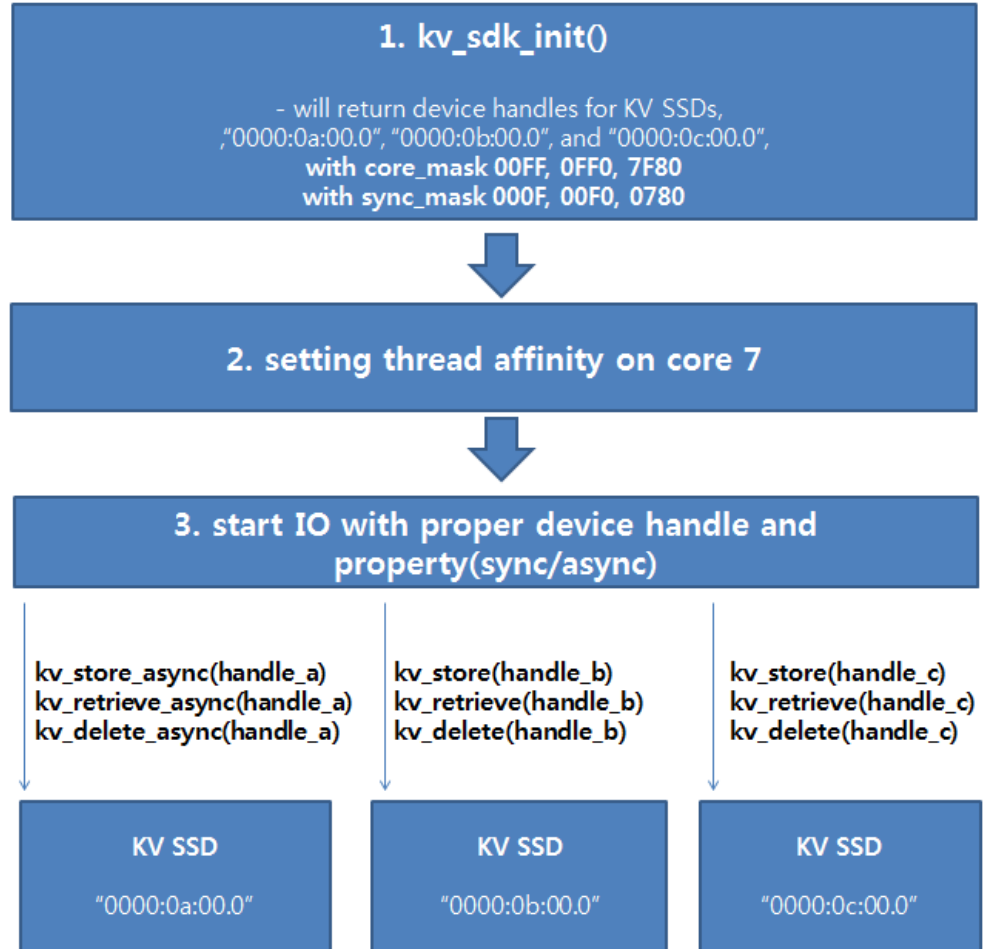 1. kv_sdk_init()
- will return device handles for KV SSDs,
,"0000:0a:00.0", "0000:0b:00.0", and "0000:0c:00.0",
with core_mask 00FF, 0FF0, 7F80
with sync_mask 000F, 00F0, 0780
2. setting thread affinity on core 7
3. start IO with proper device handle and
property(sync/async)
kv_store_async(handle_a)
kv_retrieve_async(handle_a)
kv_delete_async(handle_a)
kv_store(handle_b)
kv_retrieve(handle_b)
kv_delete(handle_b)
kv_store(handle_c)
kv_retrieve(handle_c)
kv_delete(handle_c)
KV SSD
"0000:0a:00.0"
KV SSD
"0000:0b:00.0"
KV SSD
"0000:0c:00.0"